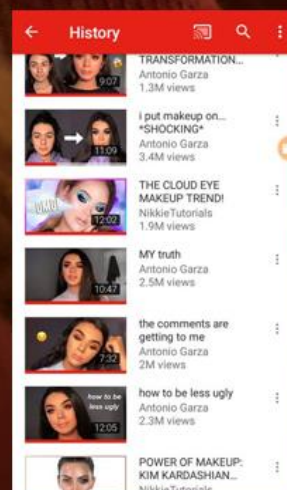 History
TRANSFORMATION...
Antonio Garza
1.3M views
9:07
i put makeup on...
*SHOCKING*
Antonio Garza
3.4M views
11:09
THE CLOUD EYE
MAKEUP TREND!
NikkieTutorials
1.9M views
OMG!
12:02
MY truth
Antonio Garza
2.5M views
10:47
the comments are
getting to me
Antonio Garza
2M views
7:32
how to be less ugly
Antonio Garza
2.3M views
how to be
less ugly
12:05
POWER OF MAKEUP:
KIM KARDASHIAN...
NikkieTutorials